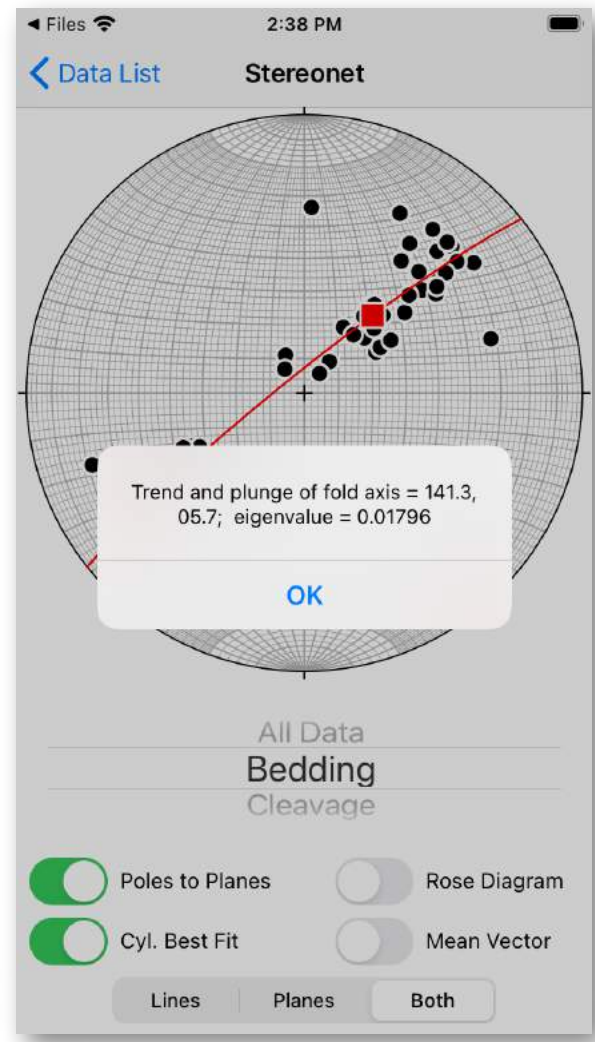 ◀ Files 2:38 PM
Data List Stereonet
Trend and plunge of fold axis = 141.3,
05.7; eigenvalue = 0.01796
OK
All Data
Bedding
Cleavage
Poles to Planes Rose Diagram
Cyl. Best Fit Mean Vector
Lines Planes Both